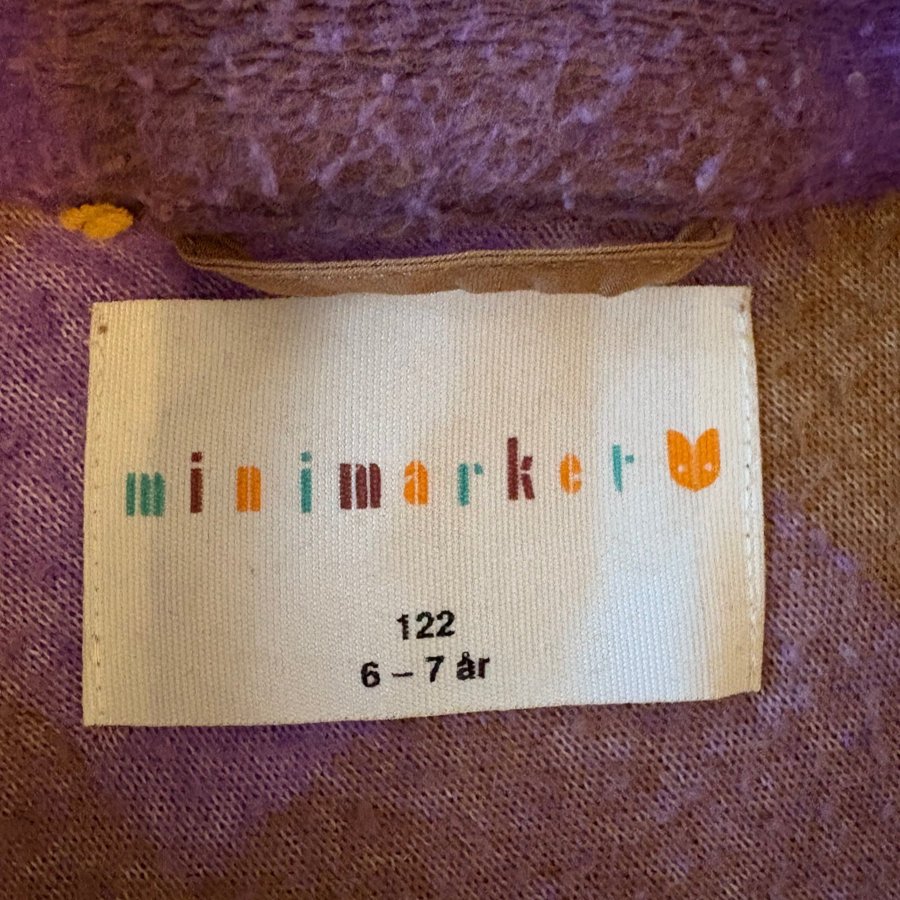 minimarket
122
6 – 7 år